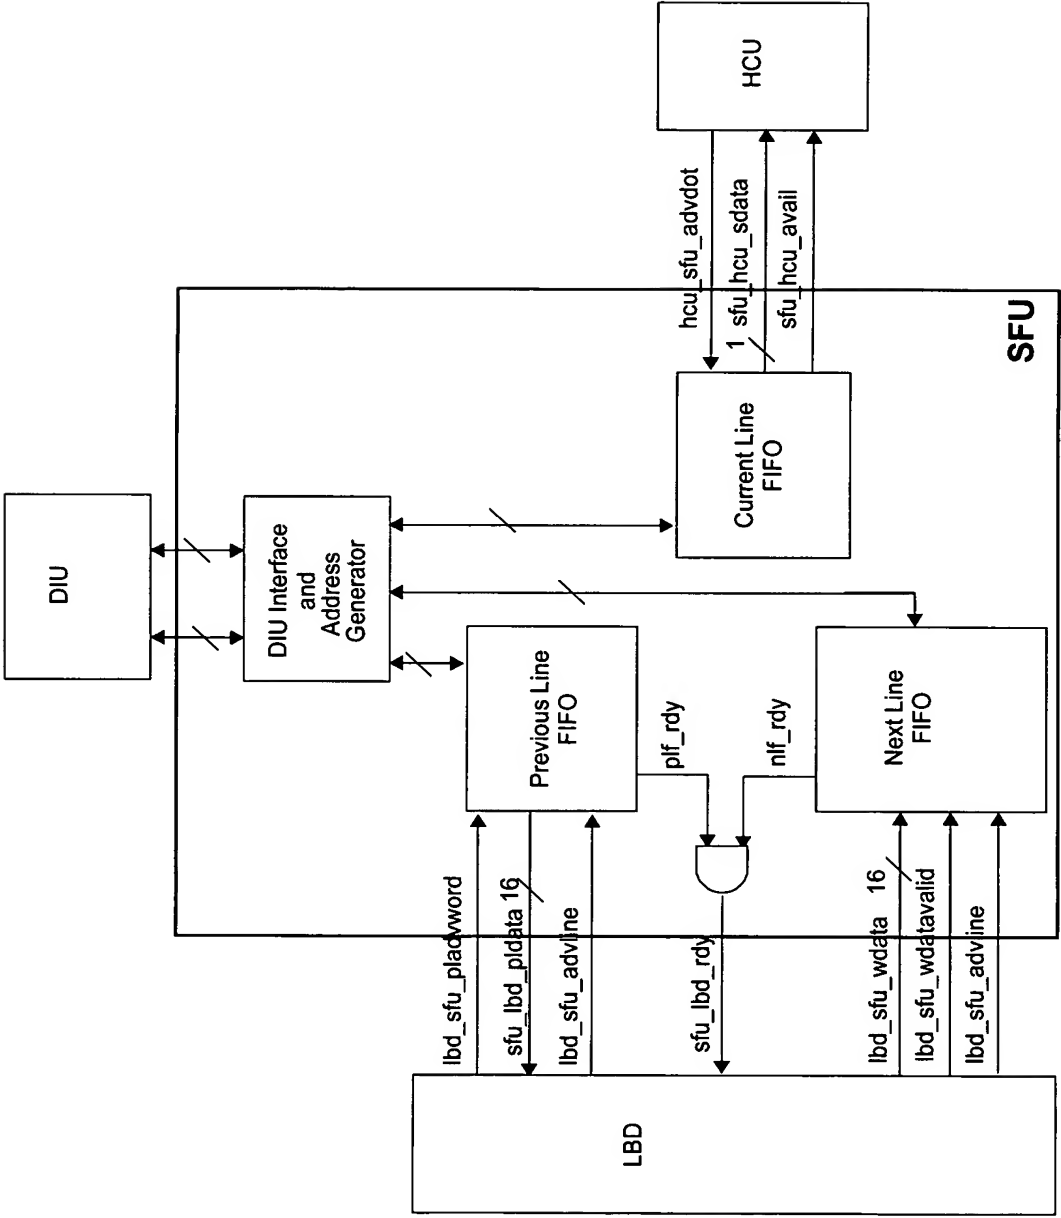 DIU
DIU Interface
and
Address
Generator
HCU
hcu_sfu_advdot
1
sfu_hcu_sdata
sfu_hcu_avail
Current Line
FIFO
SFU
Previous Line
FIFO
plf_rdy
nlf_rdy
Next Line
FIFO
lbd_sfu_pladvword
sfu_lbd_pldata
16
lbd_sfu_advline
sfu_lbd_rdy
lbd_sfu_wdata
16
lbd_sfu_wdatavalid
lbd_sfu_advline
LBD